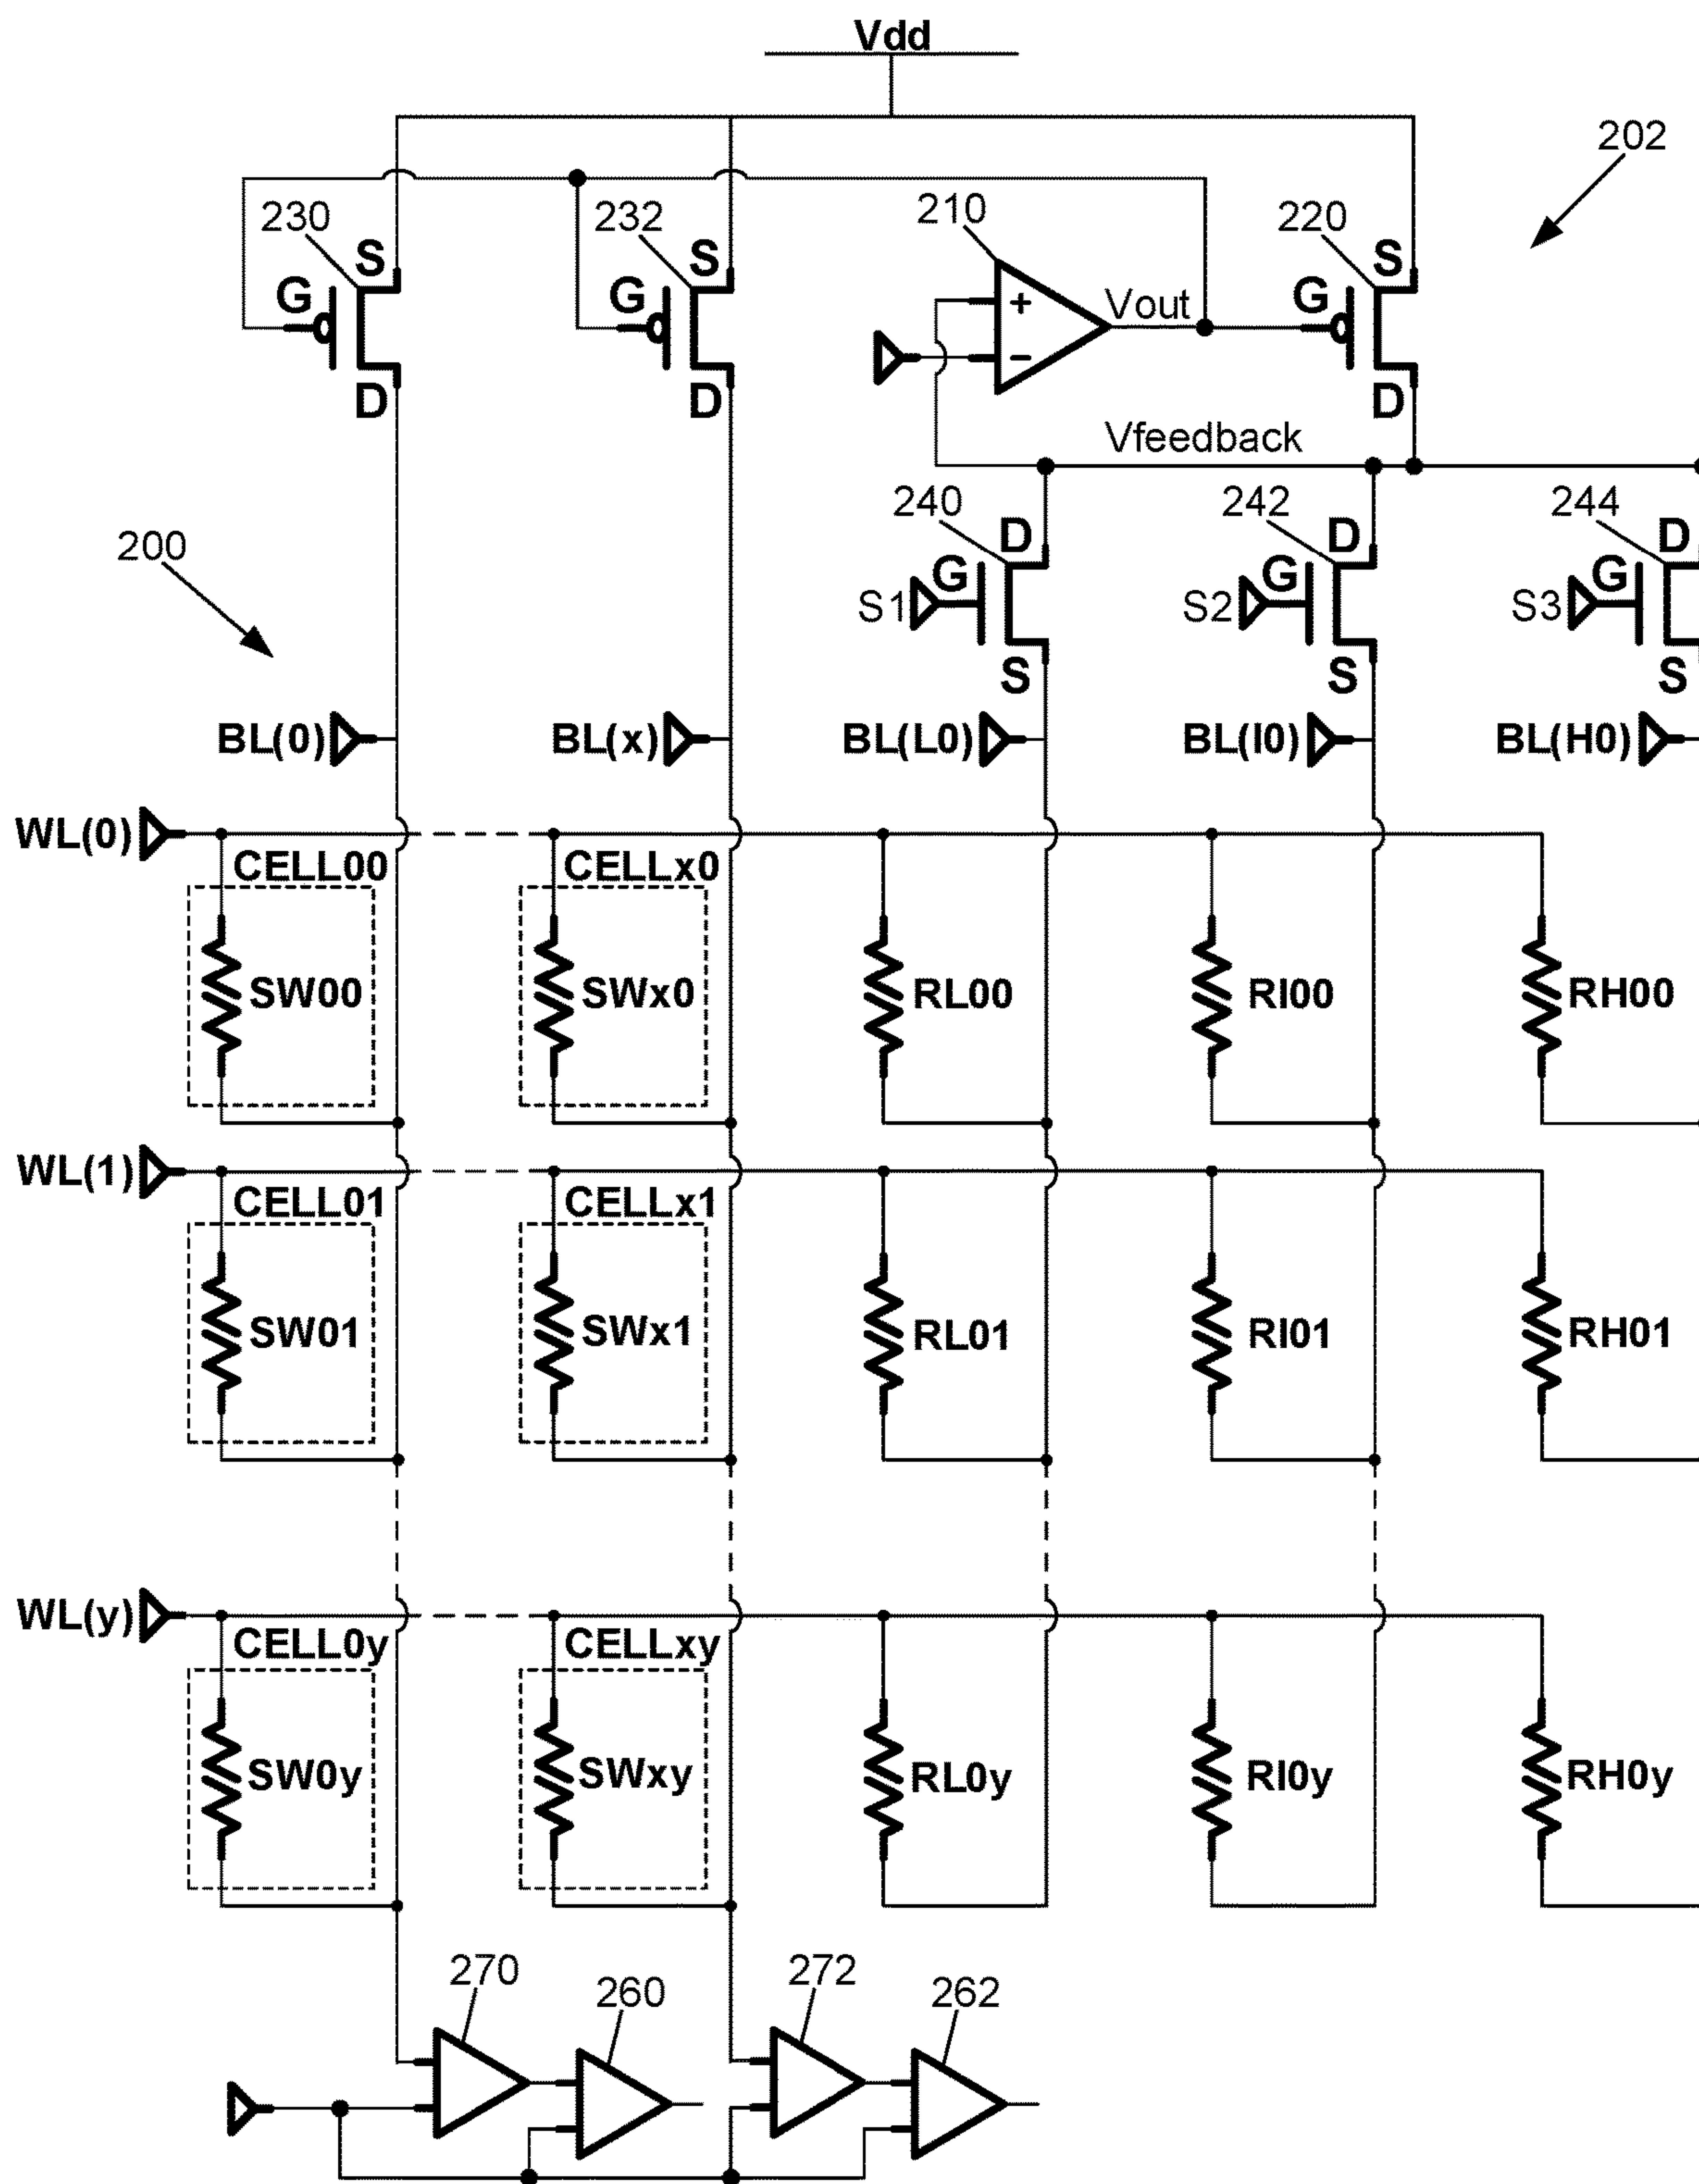 Vdd
202
230
232
210
220
S
S
S
G
G
+
Vout
G
−
D
D
D
Vfeedback
240
242
244
200
D
D
D
G
G
G
S1
S2
S3
S
S
S
BL(0)
BL(x)
BL(L0)
BL(I0)
BL(H0)
WL(0)
CELL00
CELLx0
SW00
SWx0
RL00
RI00
RH00
WL(1)
CELL01
CELLx1
SW01
SWx1
RL01
RI01
RH01
WL(y)
CELL0y
CELLxy
SW0y
SWxy
RL0y
RI0y
RH0y
270
260
272
262